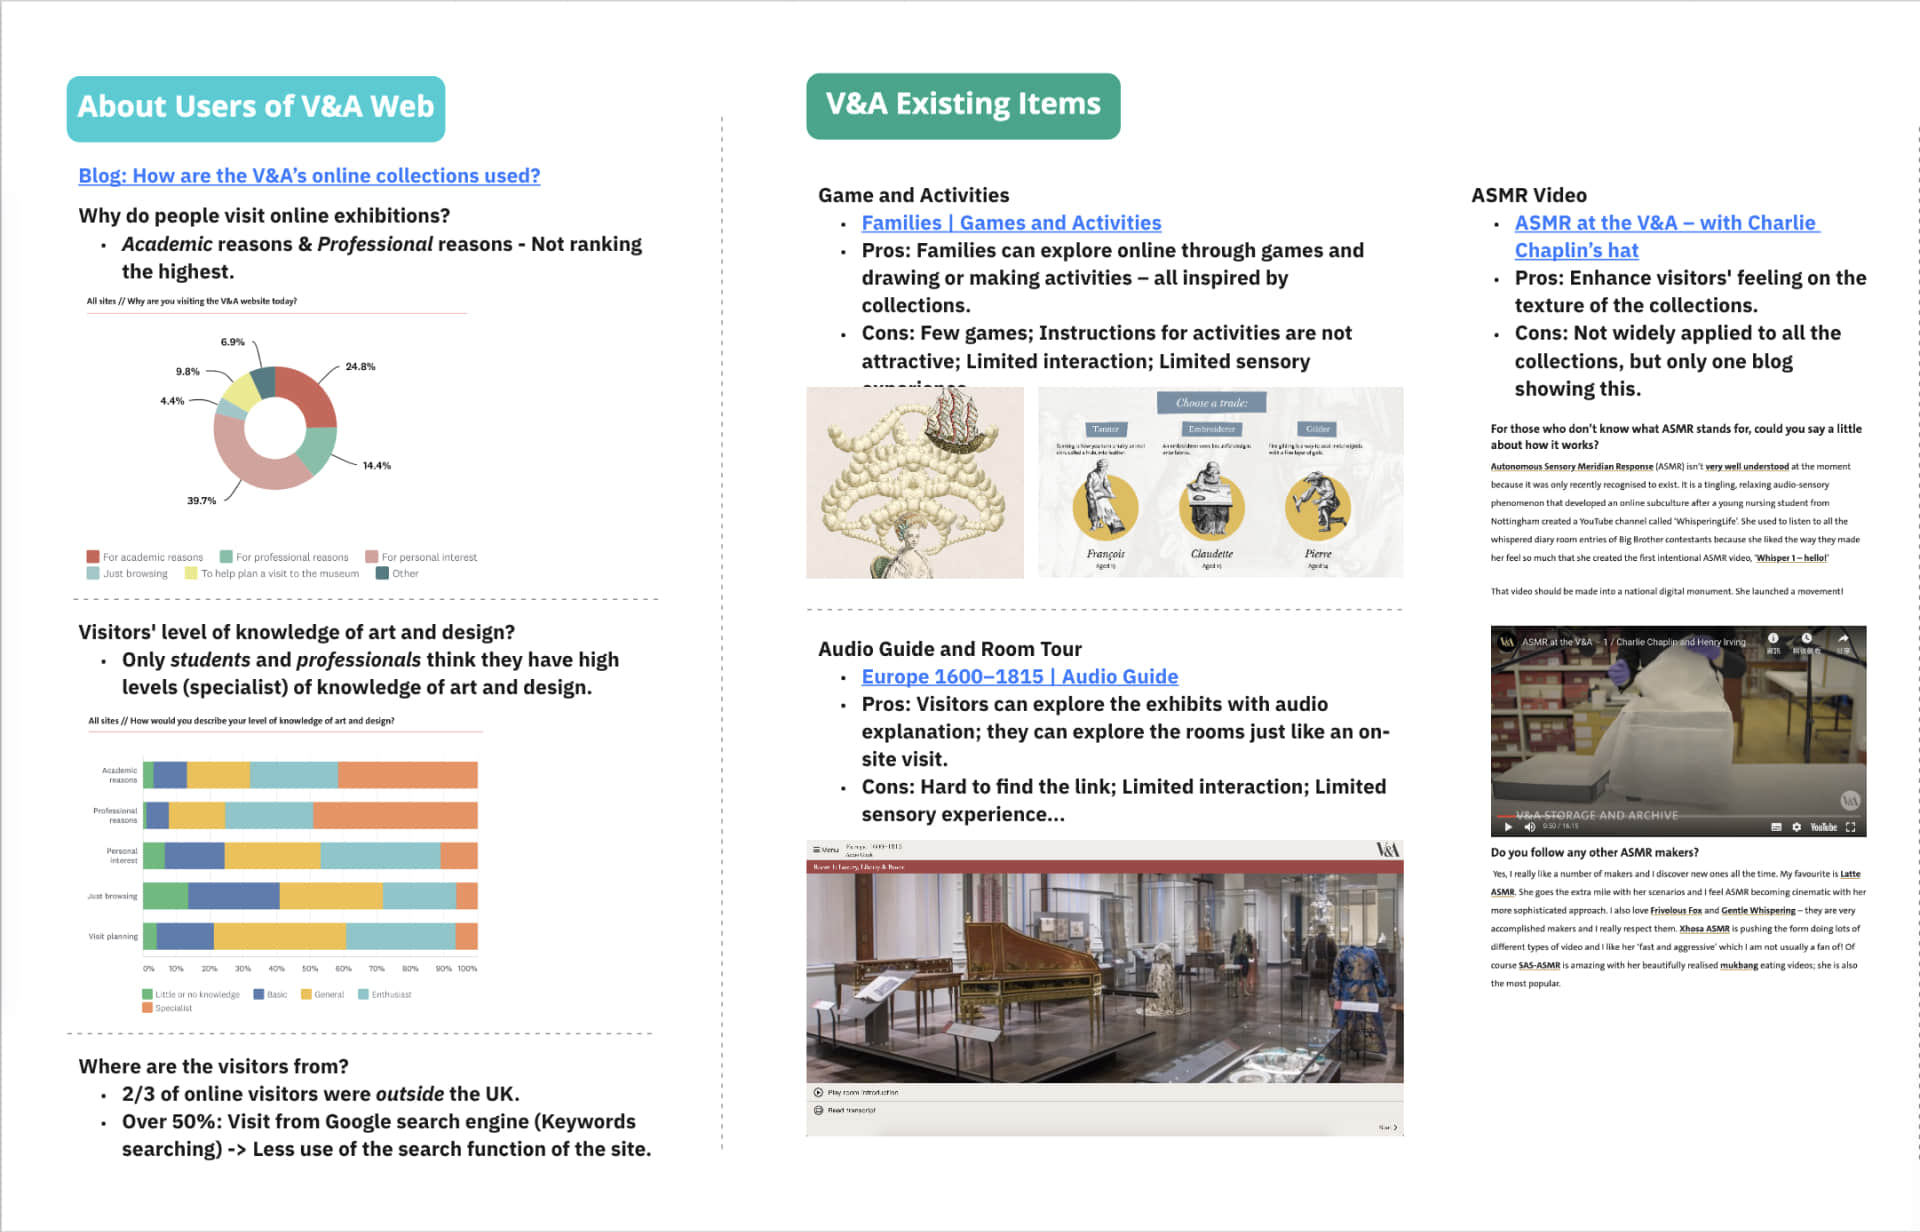 About Users of V&A Web
Blog: How are the V&A's online collections used?
Why do people visit online exhibitions?
• Academic reasons & Professional reasons - Not ranking
the highest.
All sites // Why are you visiting the V&A website today?
6.9%
24.8%
9.8%
4.4%
14.4%
39.7%
For academic reasons
For professional reasons
For personal interest
Just browsing
To help plan a visit to the museum
Other
Visitors' level of knowledge of art and design?
• Only students and professionals think they have high
levels (specialist) of knowledge of art and design.
All sites // How would you describe your level of knowledge of art and design?
Academic
reasons
Professional
reasons
Personal
interest
Just browsing
Visit planning
0% 10% 20% 30% 40% 50% 60% 70% 80% 90% 100%
Little or no knowledge
Basic
General
Enthusiast
Specialist
Where are the visitors from?
• 2/3 of online visitors were outside the UK.
• Over 50%: Visit from Google search engine (Keywords
searching) -> Less use of the search function of the site.
V&A Existing Items
Game and Activities
• Families | Games and Activities
• Pros: Families can explore online through games and
drawing or making activities – all inspired by
collections.
• Cons: Few games; Instructions for activities are not
attractive; Limited interaction; Limited sensory
Choose a trade:
Tanner
Embroiderer
Gilder
François
Claudette
Pierre
Aged 13
Aged 15
Aged 14
Audio Guide and Room Tour
• Europe 1600–1815 | Audio Guide
• Pros: Visitors can explore the exhibits with audio
explanation; they can explore the rooms just like an on-
site visit.
• Cons: Hard to find the link; Limited interaction; Limited
sensory experience...
Menu
Europe 1600–1815
Audio Guide
V&A
Play room introduction
Read transcript
Next
ASMR Video
• ASMR at the V&A – with Charlie
Chaplin's hat
• Pros: Enhance visitors' feeling on the
texture of the collections.
• Cons: Not widely applied to all the
collections, but only one blog
showing this.
For those who don't know what ASMR stands for, could you say a little
about how it works?
Autonomous Sensory Meridian Response (ASMR) isn't very well understood at the moment
because it was only recently recognised to exist. It is a tingling, relaxing audio-sensory
phenomenon that developed an online subculture after a young nursing student from
Nottingham created a YouTube channel called 'WhisperingLife'. She used to listen to all the
whispered diary room entries of Big Brother contestants because she liked the way they made
her feel so much that she created the first intentional ASMR video, 'Whisper 1 – hello!'
That video should be made into a national digital monument. She launched a movement!
V&A
ASMR at the V&A - 1 / Charlie Chaplin and Henry Irving
V&A STORAGE AND ARCHIVE
0:50 / 16:15
YouTube
V&A
Do you follow any other ASMR makers?
Yes, I really like a number of makers and I discover new ones all the time. My favourite is Latte
ASMR. She goes the extra mile with her scenarios and I feel ASMR becoming cinematic with her
more sophisticated approach. I also love Frivolous Fox and Gentle Whispering – they are very
accomplished makers and I really respect them. Xhosa ASMR is pushing the form doing lots of
different types of video and I like her 'fast and aggressive' which I am not usually a fan of! Of
course SAS-ASMR is amazing with her beautifully realised mukbang eating videos; she is also
the most popular.